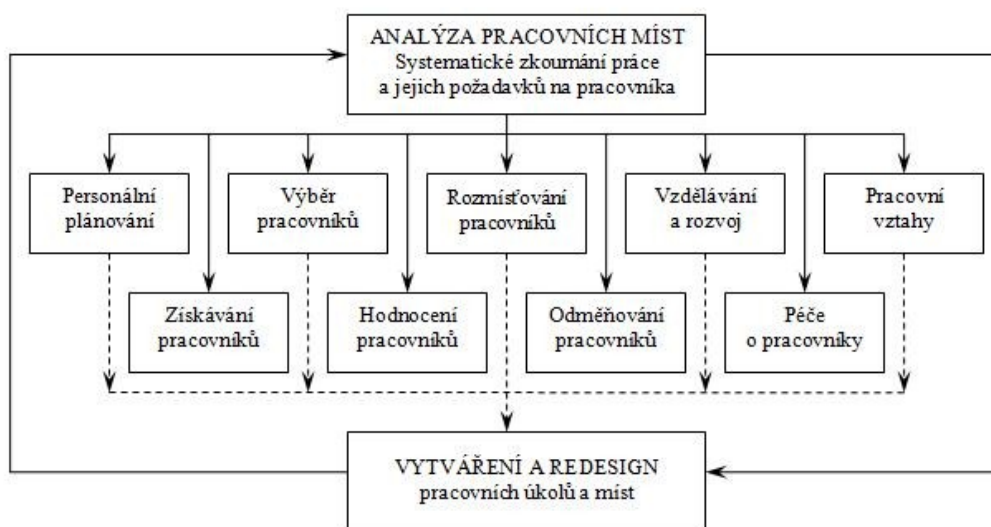 ANALÝZA PRACOVNÍCH MÍST
Systematické zkoumání práce
a jejich požadavků na pracovníka
Personální
plánování
Výběr
pracovníků
Rozmísťování
pracovníků
Vzdělávání
a rozvoj
Pracovní
vztahy
Získávání
pracovníků
Hodnocení
pracovníků
Odměňování
pracovníků
Péče
o pracovníky
VYTVÁŘENÍ A REDESIGN
pracovních úkolů a míst